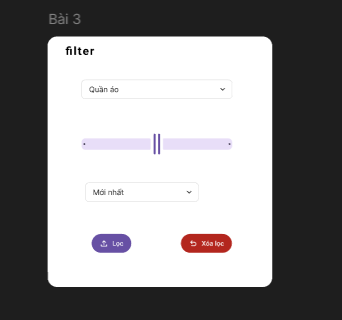 Bài 3
filter
Quần áo
Mới nhất
Lọc
Xóa lọc